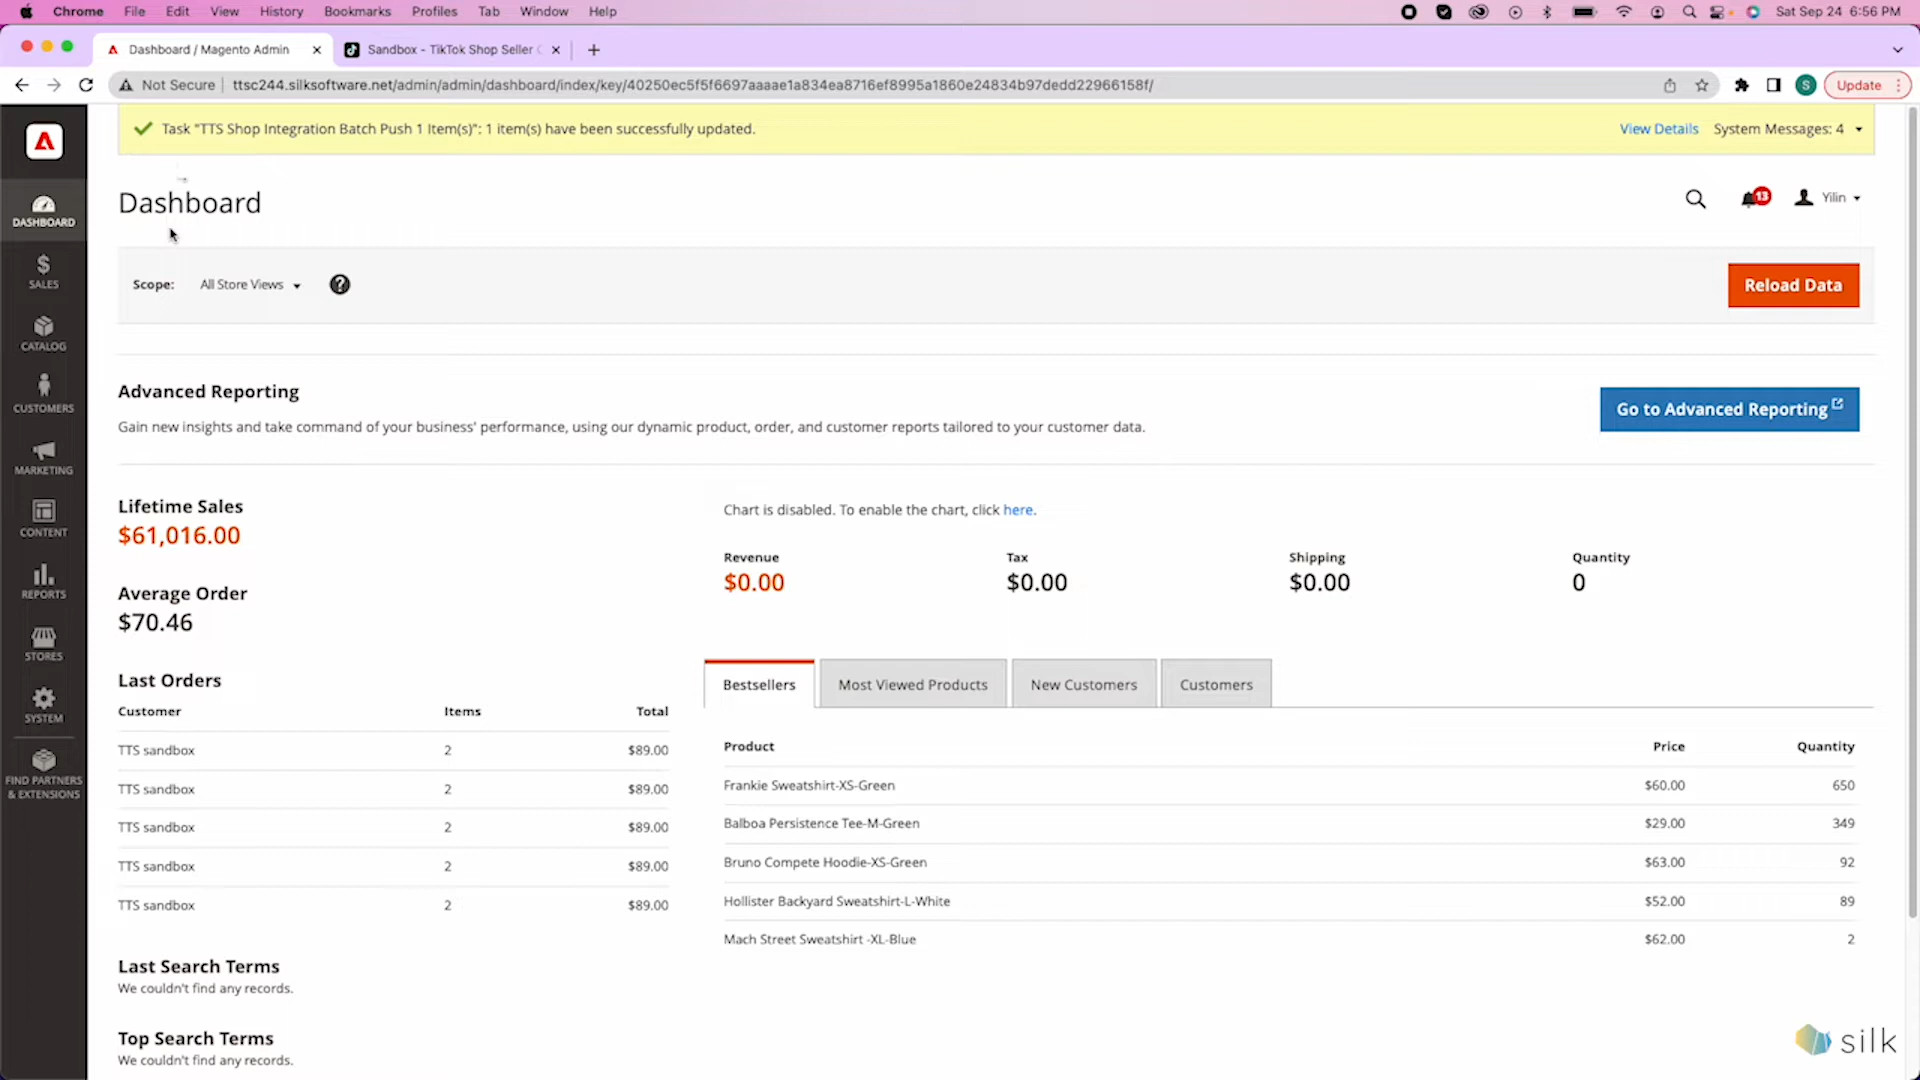 Chrome File Edit View History Bookmarks Profiles Tab Window Help Sat Sep 24 6:56 PM
Dashboard / Magento Admin Sandbox - TikTok Shop Seller
Not Secure ttsc244.silksoftware.net/admin/admin/dashboard/index/key/40250ec5f5f6697aaaae1a834ea8716ef8995a1860e24834b97dedd22966158f/ S Update
Task "TTS Shop Integration Batch Push 1 Item(s)": 1 item(s) have been successfully updated. View Details System Messages: 4
Dashboard 13 Yilin
DASHBOARD
SALES
CATALOG
CUSTOMERS
MARKETING
CONTENT
REPORTS
STORES
SYSTEM
FIND PARTNERS
& EXTENSIONS
Scope: All Store Views ? Reload Data
Advanced Reporting
Gain new insights and take command of your business' performance, using our dynamic product, order, and customer reports tailored to your customer data.
Go to Advanced Reporting
Lifetime Sales
$61,016.00
Average Order
$70.46
Last Orders
Customer Items Total
TTS sandbox 2 $89.00
TTS sandbox 2 $89.00
TTS sandbox 2 $89.00
TTS sandbox 2 $89.00
TTS sandbox 2 $89.00
Last Search Terms
We couldn't find any records.
Top Search Terms
We couldn't find any records.
Chart is disabled. To enable the chart, click here.
Revenue Tax Shipping Quantity
$0.00 $0.00 $0.00 0
Bestsellers Most Viewed Products New Customers Customers
Product Price Quantity
Frankie Sweatshirt-XS-Green $60.00 650
Balboa Persistence Tee-M-Green $29.00 349
Bruno Compete Hoodie-XS-Green $63.00 92
Hollister Backyard Sweatshirt-L-White $52.00 89
Mach Street Sweatshirt -XL-Blue $62.00 2
silk